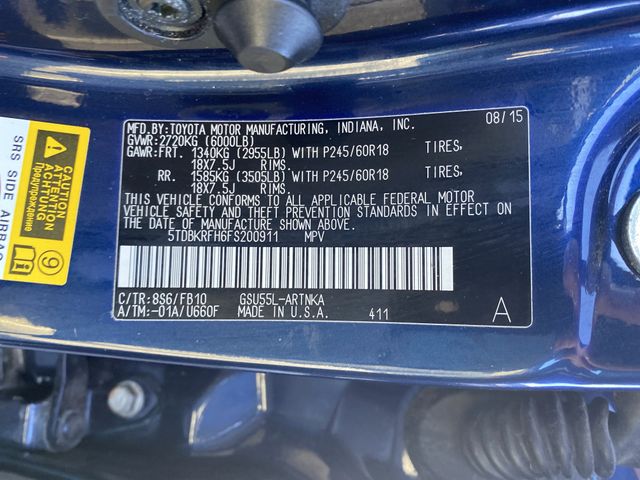 MFD.BY:TOYOTA MOTOR MANUFACTURING, INDIANA, INC. 08/15
GVWR:2720KG (6000LB)
GAWR:FRT. 1340KG (2955LB) WITH P245/60R18 TIRES,
18X7.5J RIMS.
RR. 1585KG (3505LB) WITH P245/60R18 TIRES,
18X7.5J RIMS.
THIS VEHICLE CONFORMS TO ALL APPLICABLE FEDERAL MOTOR
VEHICLE SAFETY AND THEFT PREVENTION STANDARDS IN EFFECT ON
THE DATE OF MANUFACTURE SHOWN ABOVE.
5TDBKRFH6FS200911 MPV
C/TR:8S6/FB10 GSU55L-ARTNKA
A/TM:-01A/U660F MADE IN U.S.A. 411 A
SRS SIDE AIRBAG
CAUTION
ACAUTION
Предупреждение
9